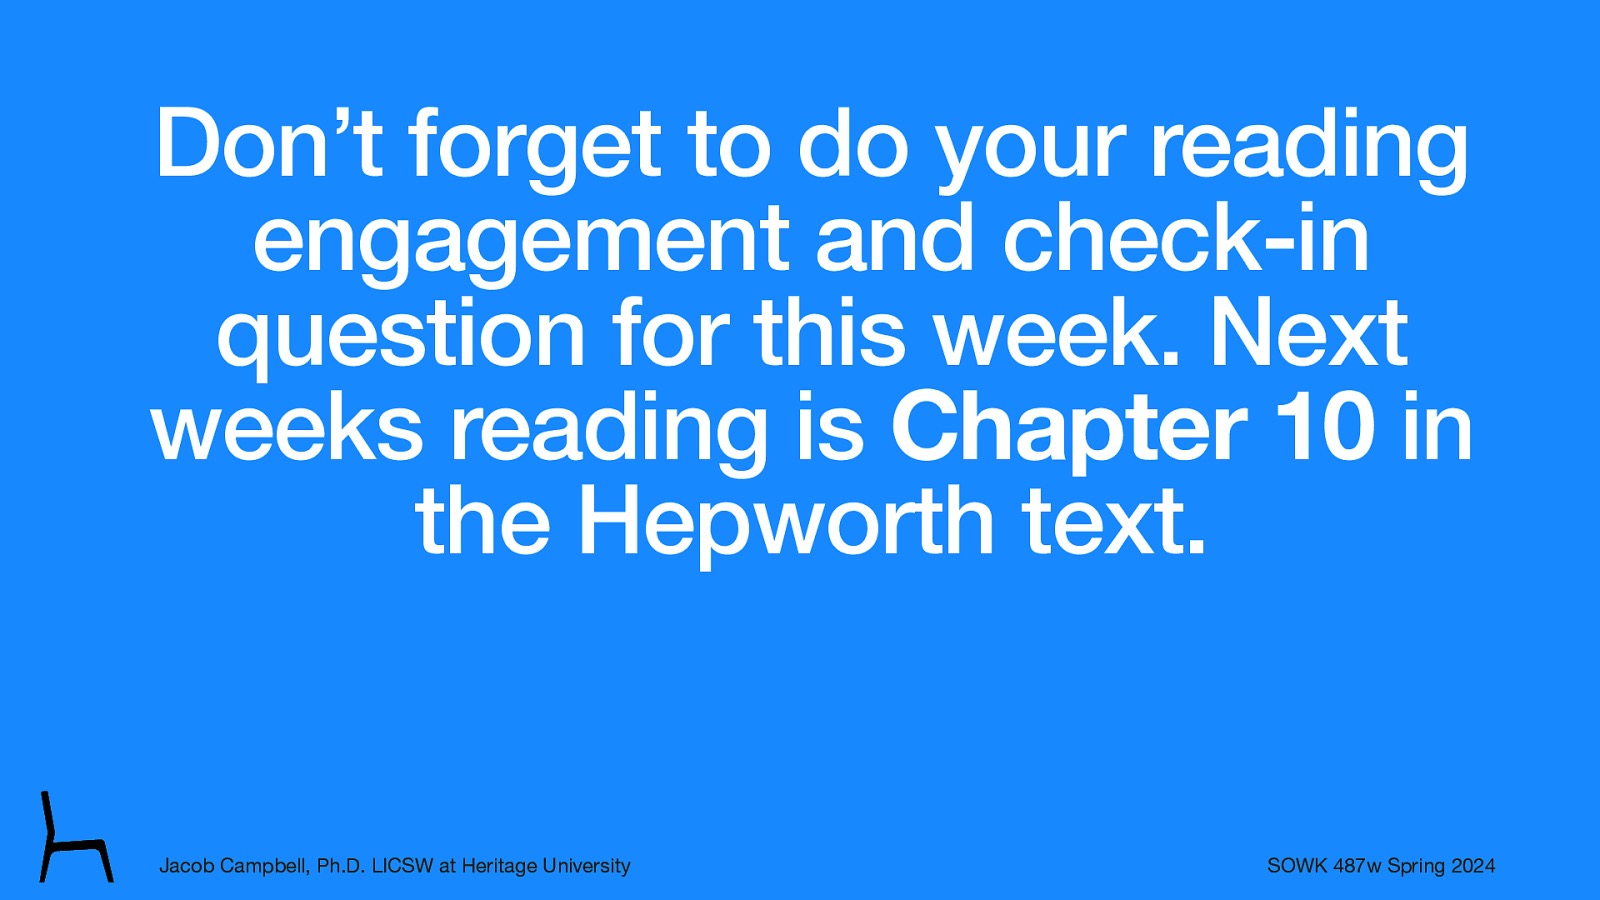 Don’t forget to do your reading
engagement and check-in
question for this week. Next
weeks reading is Chapter 10 in
the Hepworth text.
Jacob Campbell, Ph.D. LICSW at Heritage University
SOWK 487w Spring 2024